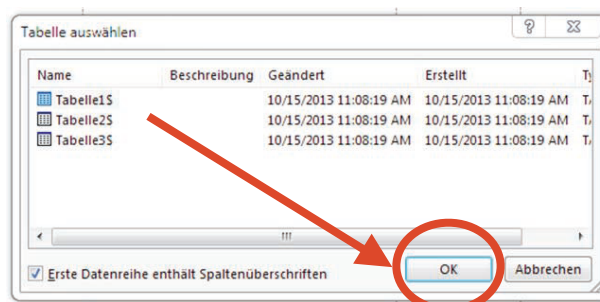 Tabelle auswählen
Name Beschreibung Geändert Erstellt
Tabelle1$ 10/15/2013 11:08:19 AM 10/15/2013 11:08:19 AM
Tabelle2$ 10/15/2013 11:08:19 AM 10/15/2013 11:08:19 AM
Tabelle3$ 10/15/2013 11:08:19 AM 10/15/2013 11:08:19 AM
Erste Datenreihe enthält Spaltenüberschriften OK Abbrechen